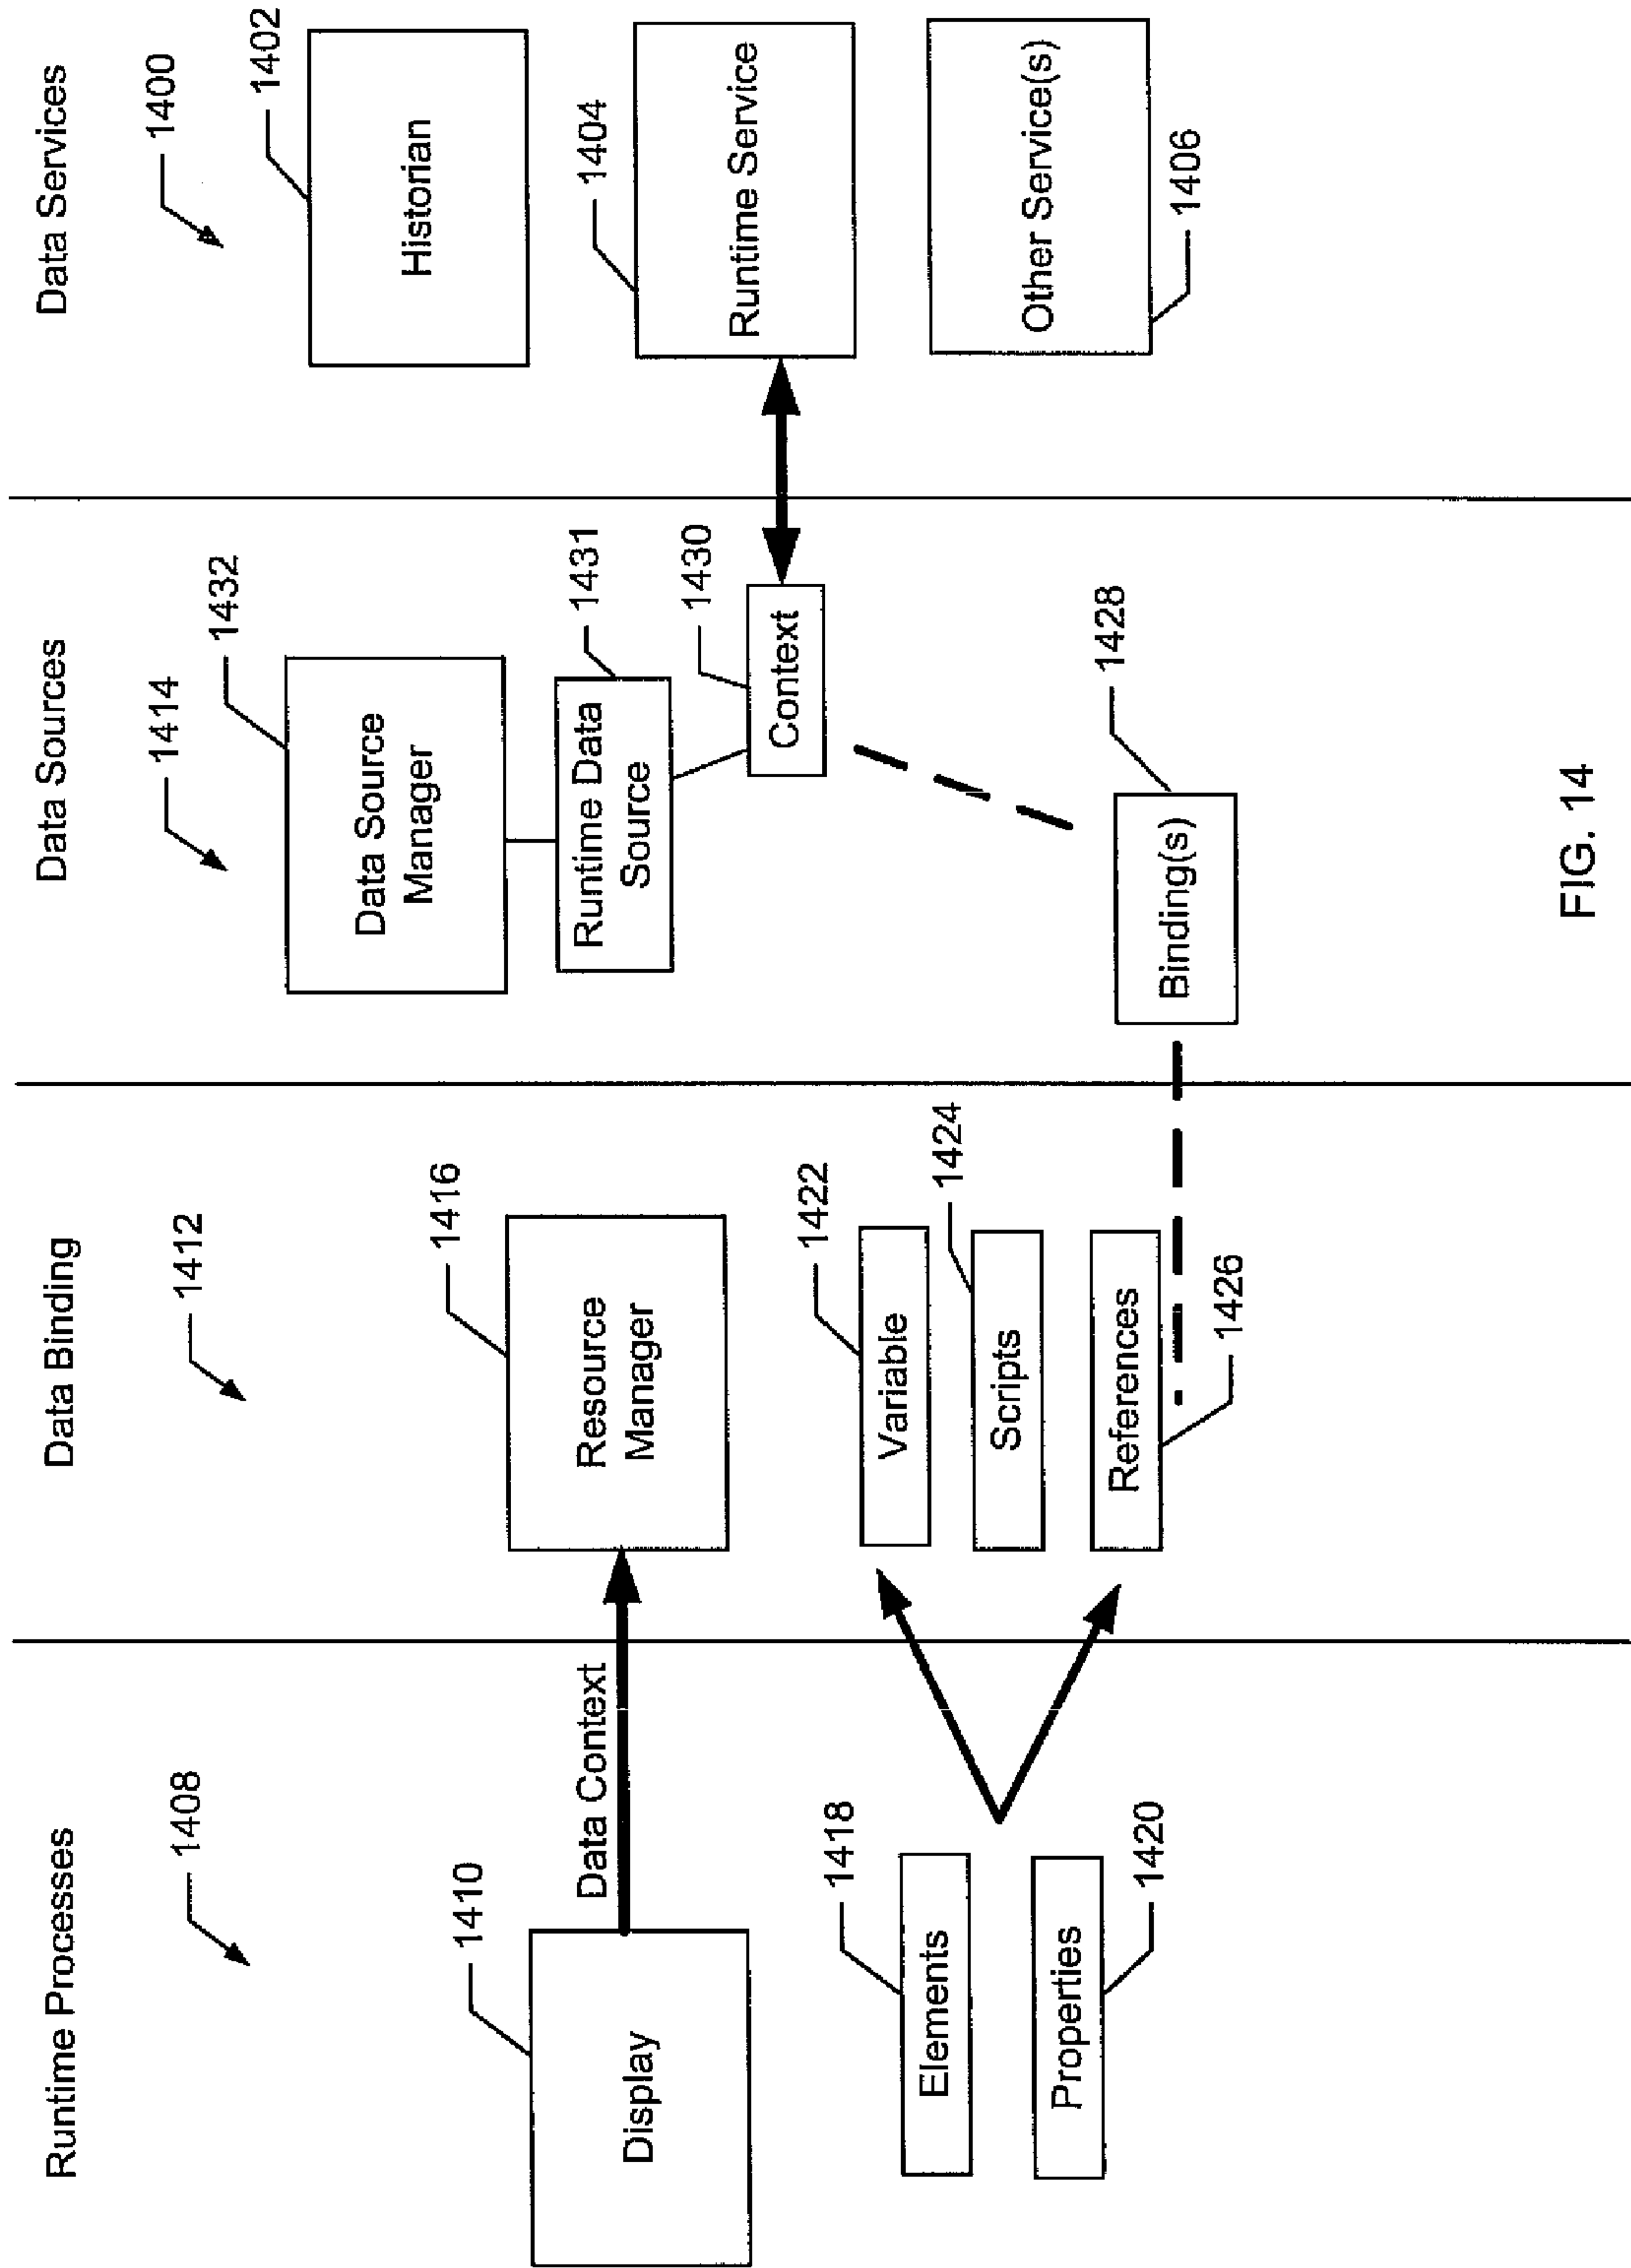 Runtime Processes
1408
1410
Display
Data Context
1418
Elements
Properties
1420
Data Binding
1412
1416
Resource
Manager
1422
Variable
1424
Scripts
References
1426
Data Sources
1414
1432
Data Source
Manager
1431
Runtime Data
Source
1430
Context
1428
Binding(s)
Data Services
1400
1402
Historian
1404
Runtime Service
Other Service(s)
1406
FIG. 14